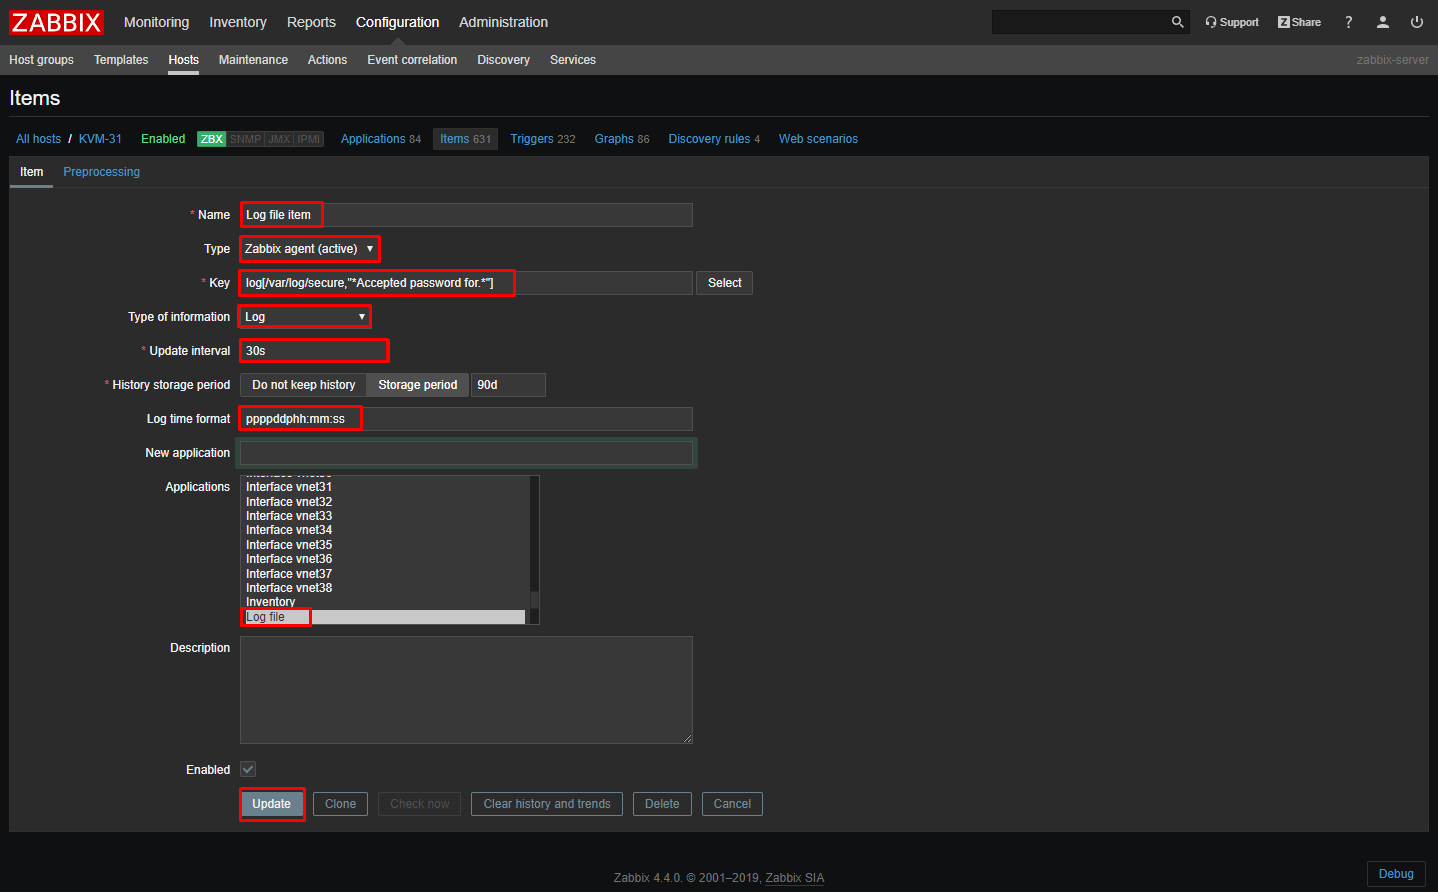 ZABBIX Monitoring Inventory Reports Configuration Administration Support Z Share ?
Host groups Templates Hosts Maintenance Actions Event correlation Discovery Services zabbix-server
Items
All hosts / KVM-31 Enabled ZBX SNMP JMX IPMI Applications 84 Items 631 Triggers 232 Graphs 86 Discovery rules 4 Web scenarios
Item Preprocessing
* Name Log file item
Type Zabbix agent (active)
* Key log[/var/log/secure,"*Accepted password for.*"] Select
Type of information Log
* Update interval 30s
* History storage period Do not keep history Storage period 90d
Log time format ppppddphh:mm:ss
New application
Applications
Interface vnet31
Interface vnet32
Interface vnet33
Interface vnet34
Interface vnet35
Interface vnet36
Interface vnet37
Interface vnet38
Inventory
Log file
Description
Enabled
Update Clone Check now Clear history and trends Delete Cancel
Zabbix 4.4.0. © 2001–2019, Zabbix SIA
Debug